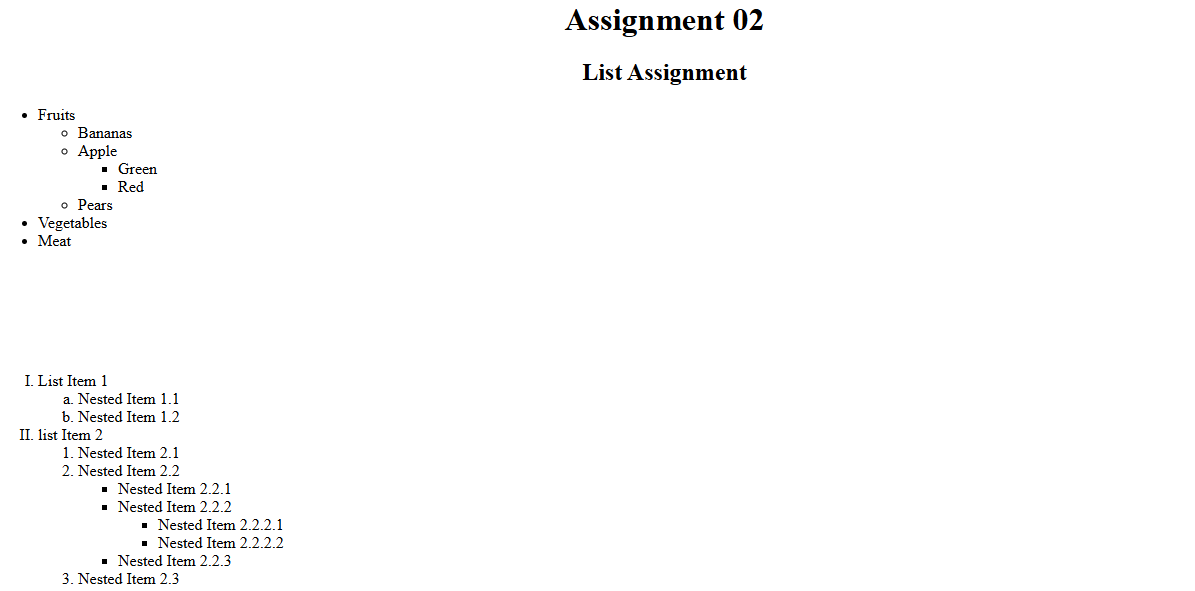 Assignment 02
List Assignment
• Fruits
◦ Bananas
◦ Apple
▪ Green
▪ Red
◦ Pears
• Vegetables
• Meat
I. List Item 1
a. Nested Item 1.1
b. Nested Item 1.2
II. list Item 2
1. Nested Item 2.1
2. Nested Item 2.2
▪ Nested Item 2.2.1
▪ Nested Item 2.2.2
▪ Nested Item 2.2.2.1
▪ Nested Item 2.2.2.2
▪ Nested Item 2.2.3
3. Nested Item 2.3